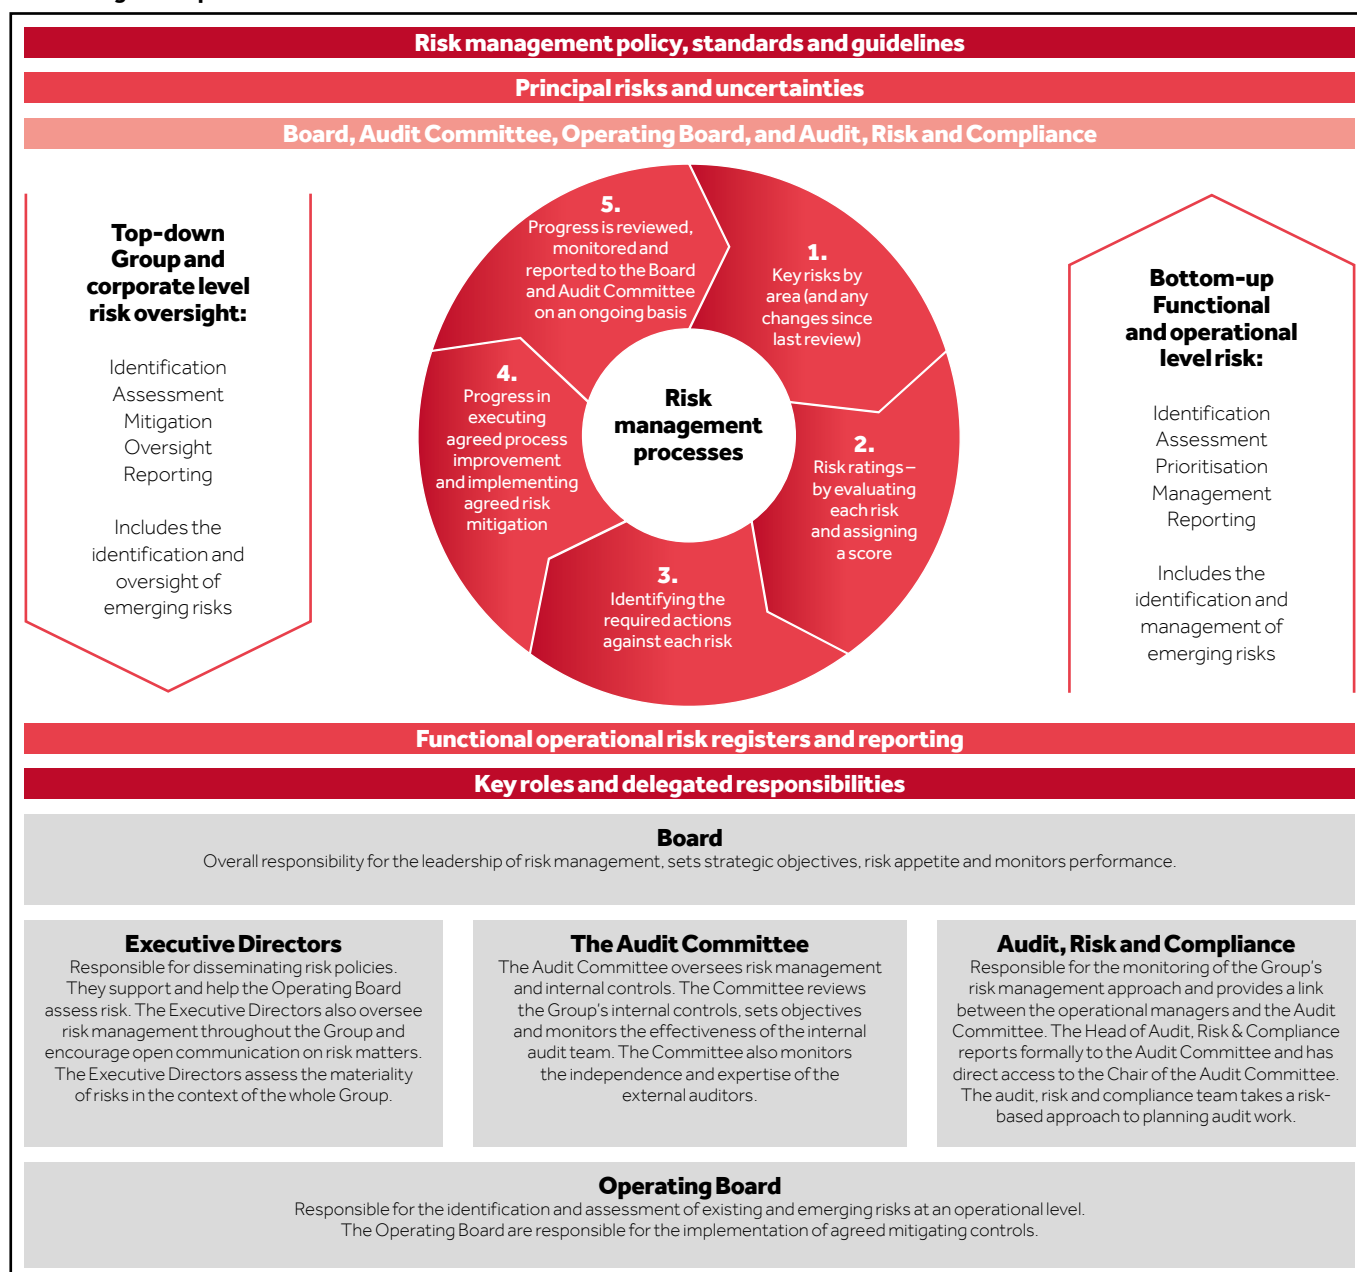 Risk management policy, standards and guidelines
Principal risks and uncertainties
Board, Audit Committee, Operating Board, and Audit, Risk and Compliance
Top-down
Group and
corporate level
risk oversight:
Identification
Assessment
Mitigation
Oversight
Reporting
Includes the
identification and
oversight of
emerging risks
5.
Progress is reviewed,
monitored and
reported to the Board
and Audit Committee
on an ongoing basis
1.
Key risks by
area (and any
changes since
last review)
4.
Progress in
executing
agreed process
improvement
and implementing
agreed risk
mitigation
Risk
management
processes
2.
Risk ratings –
by evaluating
each risk
and assigning
a score
3.
Identifying the
required actions
against each risk
Bottom-up
Functional
and operational
level risk:
Identification
Assessment
Prioritisation
Management
Reporting
Includes the
identification and
management of
emerging risks
Functional operational risk registers and reporting
Key roles and delegated responsibilities
Board
Overall responsibility for the leadership of risk management, sets strategic objectives, risk appetite and monitors performance.
Executive Directors
Responsible for disseminating risk policies.
They support and help the Operating Board
assess risk. The Executive Directors also oversee
risk management throughout the Group and
encourage open communication on risk matters.
The Executive Directors assess the materiality
of risks in the context of the whole Group.
The Audit Committee
The Audit Committee oversees risk management
and internal controls. The Committee reviews
the Group's internal controls, sets objectives
and monitors the effectiveness of the internal
audit team. The Committee also monitors
the independence and expertise of the
external auditors.
Audit, Risk and Compliance
Responsible for the monitoring of the Group's
risk management approach and provides a link
between the operational managers and the Audit
Committee. The Head of Audit, Risk & Compliance
reports formally to the Audit Committee and has
direct access to the Chair of the Audit Committee.
The audit, risk and compliance team takes a risk-
based approach to planning audit work.
Operating Board
Responsible for the identification and assessment of existing and emerging risks at an operational level.
The Operating Board are responsible for the implementation of agreed mitigating controls.